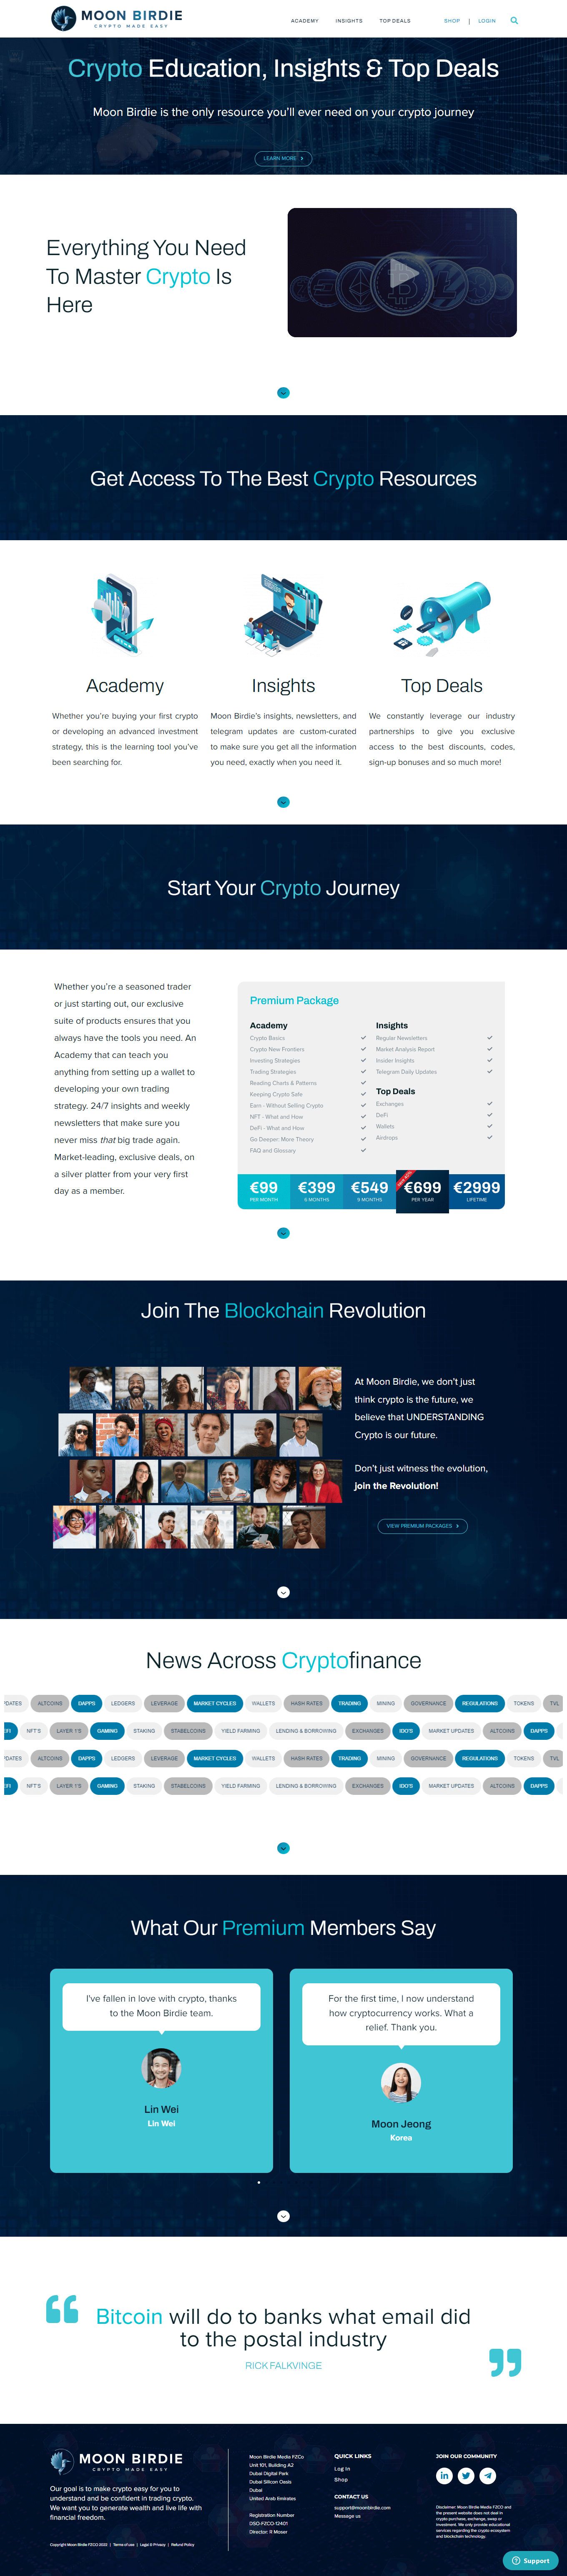 MOON BIRDIE
CRYPTO MADE EASY
ACADEMY INSIGHTS TOP DEALS SHOP | LOGIN
Crypto Education, Insights & Top Deals
Moon Birdie is the only resource you'll ever need on your crypto journey
LEARN MORE
Everything You Need
To Master Crypto Is
Here
Get Access To The Best Crypto Resources
Academy
Whether you're buying your first crypto
or developing an advanced investment
strategy, this is the learning tool you've
been searching for.
Insights
Moon Birdie's insights, newsletters, and
telegram updates are custom-curated
to make sure you get all the information
you need, exactly when you need it.
Top Deals
We constantly leverage our industry
partnerships to give you exclusive
access to the best discounts, codes,
sign-up bonuses and so much more!
Start Your Crypto Journey
Whether you're a seasoned trader
or just starting out, our exclusive
suite of products ensures that you
always have the tools you need. An
Academy that can teach you
anything from setting up a wallet to
developing your own trading
strategy. 24/7 insights and weekly
newsletters that make sure you
never miss that big trade again.
Market-leading, exclusive deals, on
a silver platter from your very first
day as a member.
Premium Package
Academy
Crypto Basics
Crypto New Frontiers
Investing Strategies
Trading Strategies
Reading Charts & Patterns
Keeping Crypto Safe
Earn - Without Selling Crypto
NFT - What and How
DeFi - What and How
Go Deeper: More Theory
FAQ and Glossary
Insights
Regular Newsletters
Market Analysis Report
Insider Insights
Telegram Daily Updates
Top Deals
Exchanges
DeFi
Wallets
Airdrops
€99
PER MONTH
€399
6 MONTHS
€549
9 MONTHS
€699
PER YEAR
€2999
LIFETIME
Join The Blockchain Revolution
At Moon Birdie, we don't just
think crypto is the future, we
believe that UNDERSTANDING
Crypto is our future.
Don't just witness the evolution,
join the Revolution!
VIEW PREMIUM PACKAGES
News Across Cryptofinance
PDATES ALTCOINS DAPPS LEDGERS LEVERAGE MARKET CYCLES WALLETS HASH RATES TRADING MINING GOVERNANCE REGULATIONS TOKENS TVL
EFI NFT'S LAYER 1'S GAMING STAKING STABELCOINS YIELD FARMING LENDING & BORROWING EXCHANGES IDO'S MARKET UPDATES ALTCOINS DAPPS
PDATES ALTCOINS DAPPS LEDGERS LEVERAGE MARKET CYCLES WALLETS HASH RATES TRADING MINING GOVERNANCE REGULATIONS TOKENS TVL
EFI NFT'S LAYER 1'S GAMING STAKING STABELCOINS YIELD FARMING LENDING & BORROWING EXCHANGES IDO'S MARKET UPDATES ALTCOINS DAPPS
What Our Premium Members Say
I've fallen in love with crypto, thanks
to the Moon Birdie team.
Lin Wei
Lin Wei
For the first time, I now understand
how cryptocurrency works. What a
relief. Thank you.
Moon Jeong
Korea
Bitcoin will do to banks what email did
to the postal industry
RICK FALKVINGE
MOON BIRDIE
CRYPTO MADE EASY
Our goal is to make crypto easy for you to
understand and be confident in trading crypto.
We want you to generate wealth and live life with
financial freedom.
Copyright Moon Birdie FZCO 2022 | Terms of use | Legal & Privacy | Refund Policy
Moon Birdie Media FZCo
Unit 101, Building A2
Dubai Digital Park
Dubai Silicon Oasis
Dubai
United Arab Emirates
Registration Number
DSO-FZCO-12401
Director: R Moser
QUICK LINKS
Log In
Shop
CONTACT US
support@moonbirdie.com
Message us
JOIN OUR COMMUNITY
Disclaimer: Moon Birdie Media FZCO and
the present website does not deal in
crypto purchase, exchange, swap or
investment. We only provide educational
services regarding the crypto ecosystem
and blockchain technology.
Support